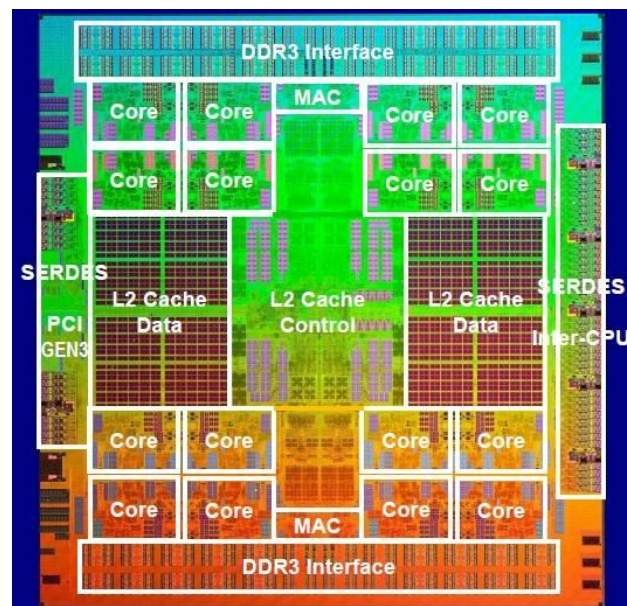 DDR3 Interface
MAC
Core
Core
Core
Core
Core
Core
Core
Core
SERDES
PCI
GEN3
L2 Cache
Data
L2 Cache
Control
L2 Cache
Data
SERDES
Inter-CPU
Core
Core
Core
Core
Core
Core
Core
Core
MAC
DDR3 Interface